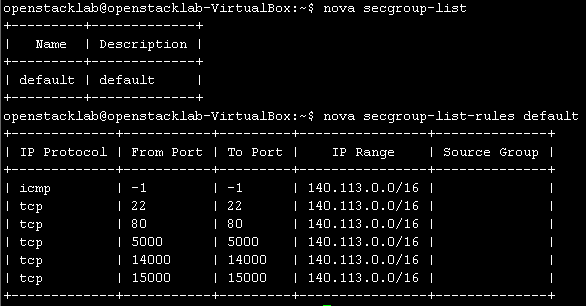 openstacklab@openstacklab-VirtualBox:~$ nova secgroup-list
+---------+-------------+
| Name | Description |
+---------+-------------+
| default | default |
+---------+-------------+
openstacklab@openstacklab-VirtualBox:~$ nova secgroup-list-rules default
+-------------+-----------+---------+----------------+--------------+
| IP Protocol | From Port | To Port | IP Range | Source Group |
+-------------+-----------+---------+----------------+--------------+
| icmp | -1 | -1 | 140.113.0.0/16 | |
| tcp | 22 | 22 | 140.113.0.0/16 | |
| tcp | 80 | 80 | 140.113.0.0/16 | |
| tcp | 5000 | 5000 | 140.113.0.0/16 | |
| tcp | 14000 | 14000 | 140.113.0.0/16 | |
| tcp | 15000 | 15000 | 140.113.0.0/16 | |
+-------------+-----------+---------+----------------+--------------+